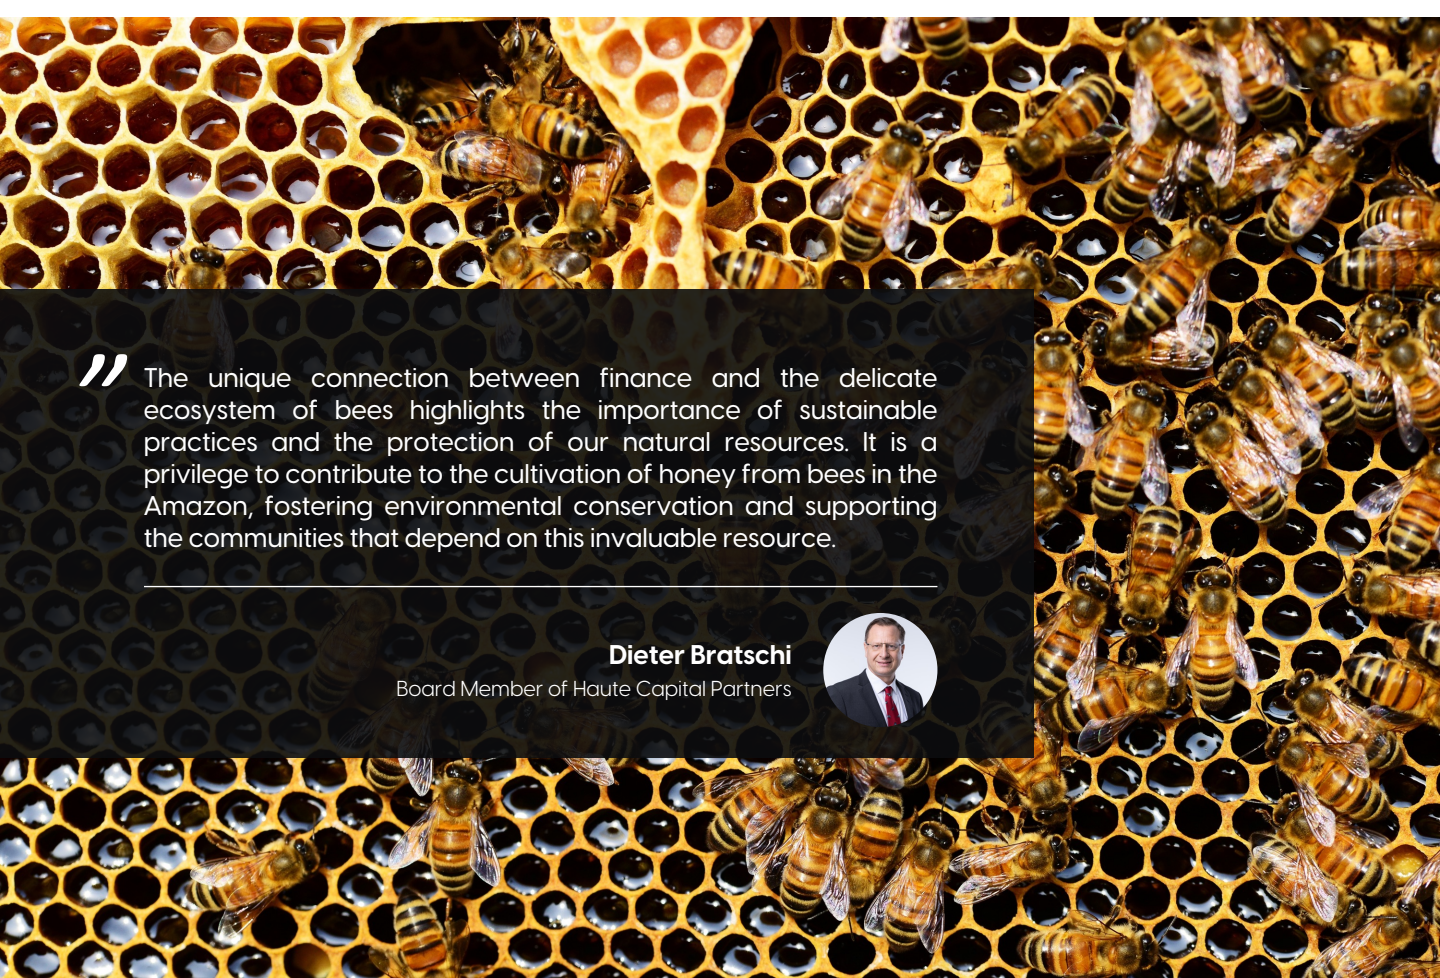 ”
The unique connection between finance and the delicate
ecosystem of bees highlights the importance of sustainable
practices and the protection of our natural resources. It is a
privilege to contribute to the cultivation of honey from bees in the
Amazon, fostering environmental conservation and supporting
the communities that depend on this invaluable resource.
Dieter Bratschi
Board Member of Haute Capital Partners